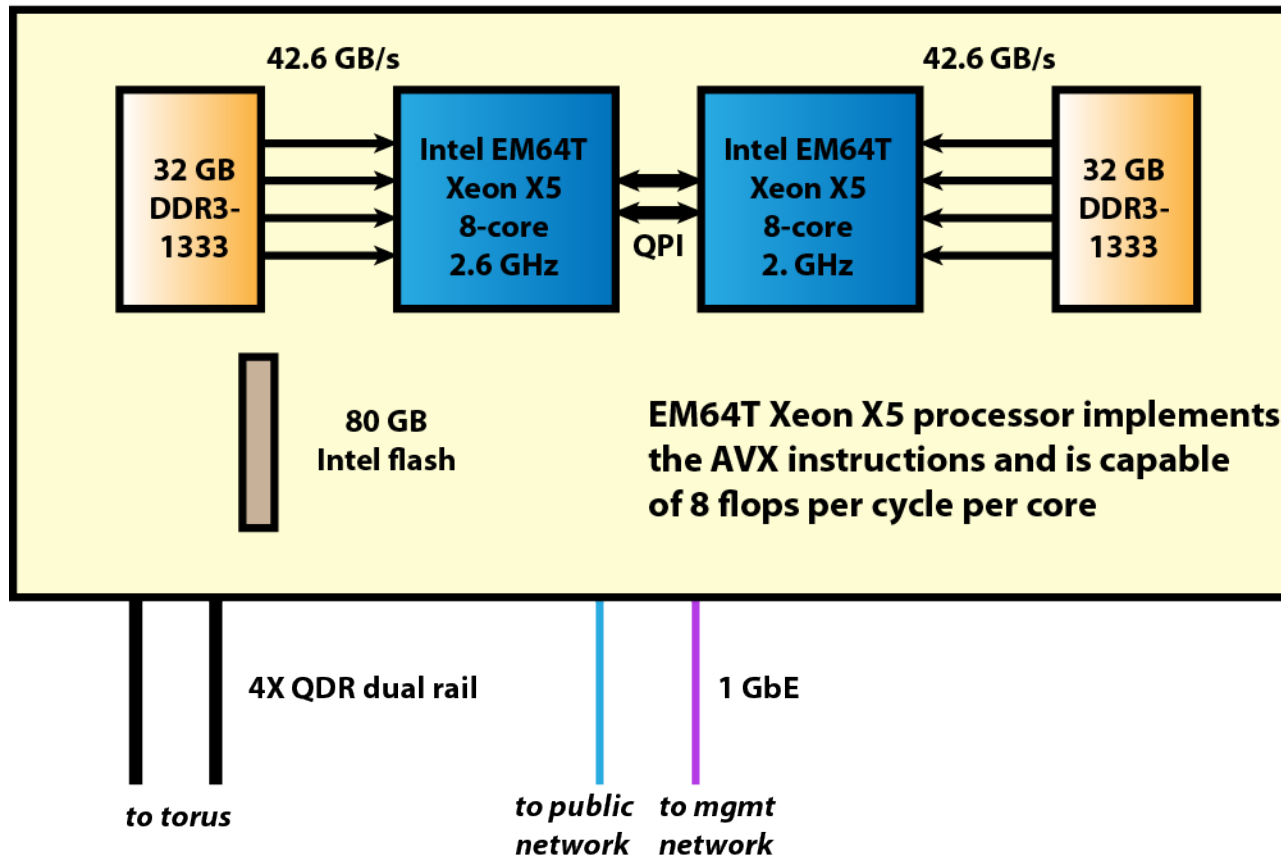 42.6 GB/s
42.6 GB/s
32 GB
DDR3-
1333
Intel EM64T
Xeon X5
8-core
2.6 GHz
QPI
Intel EM64T
Xeon X5
8-core
2. GHz
32 GB
DDR3-
1333
80 GB
Intel flash
EM64T Xeon X5 processor implements
the AVX instructions and is capable
of 8 flops per cycle per core
4X QDR dual rail
1 GbE
to torus
to public
network
to mgmt
network